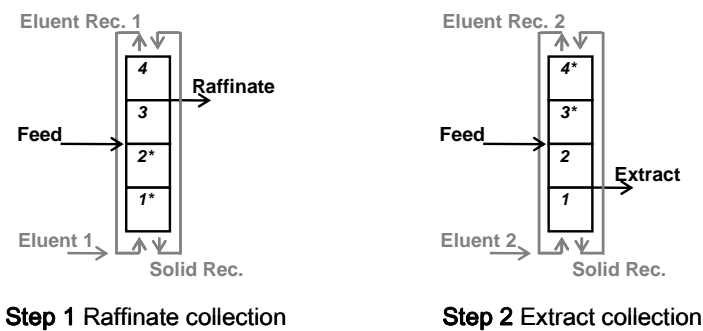 Eluent Rec. 1
4
Raffinate
3
Feed
2*
1*
Eluent 1
Solid Rec.
Step 1 Raffinate collection
Eluent Rec. 2
4*
3*
Feed
2
Extract
1
Eluent 2
Solid Rec.
Step 2 Extract collection